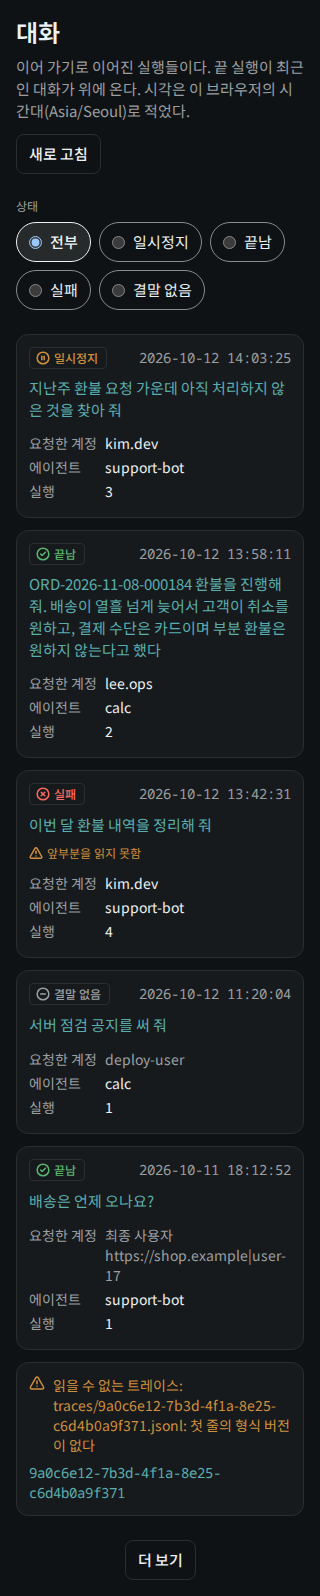 대화
이어 가기로 이어진 실행들이다. 끝 실행이 최근
인 대화가 위에 온다. 시각은 이 브라우저의 시
간대(Asia/Seoul)로 적었다.
새로 고침
상태
전부
일시정지
끝남
실패
결말 없음
일시정지 2026-10-12 14:03:25
지난주 환불 요청 가운데 아직 처리하지 않
은 것을 찾아 줘
요청한 계정 kim.dev
에이전트 support-bot
실행 3
끝남 2026-10-12 13:58:11
ORD-2026-11-08-000184 환불을 진행해
줘. 배송이 열흘 넘게 늦어서 고객이 취소를
원하고, 결제 수단은 카드이며 부분 환불은
원하지 않는다고 했다
요청한 계정 lee.ops
에이전트 calc
실행 2
실패 2026-10-12 13:42:31
이번 달 환불 내역을 정리해 줘
앞부분을 읽지 못함
요청한 계정 kim.dev
에이전트 support-bot
실행 4
결말 없음 2026-10-12 11:20:04
서버 점검 공지를 써 줘
요청한 계정 deploy-user
에이전트 calc
실행 1
끝남 2026-10-11 18:12:52
배송은 언제 오나요?
요청한 계정 최종 사용자
https://shop.example|user-
17
에이전트 support-bot
실행 1
읽을 수 없는 트레이스:
traces/9a0c6e12-7b3d-4f1a-8e25-
c6d4b0a9f371.jsonl: 첫 줄의 형식 버전
이 없다
9a0c6e12-7b3d-4f1a-8e25-
c6d4b0a9f371
더 보기